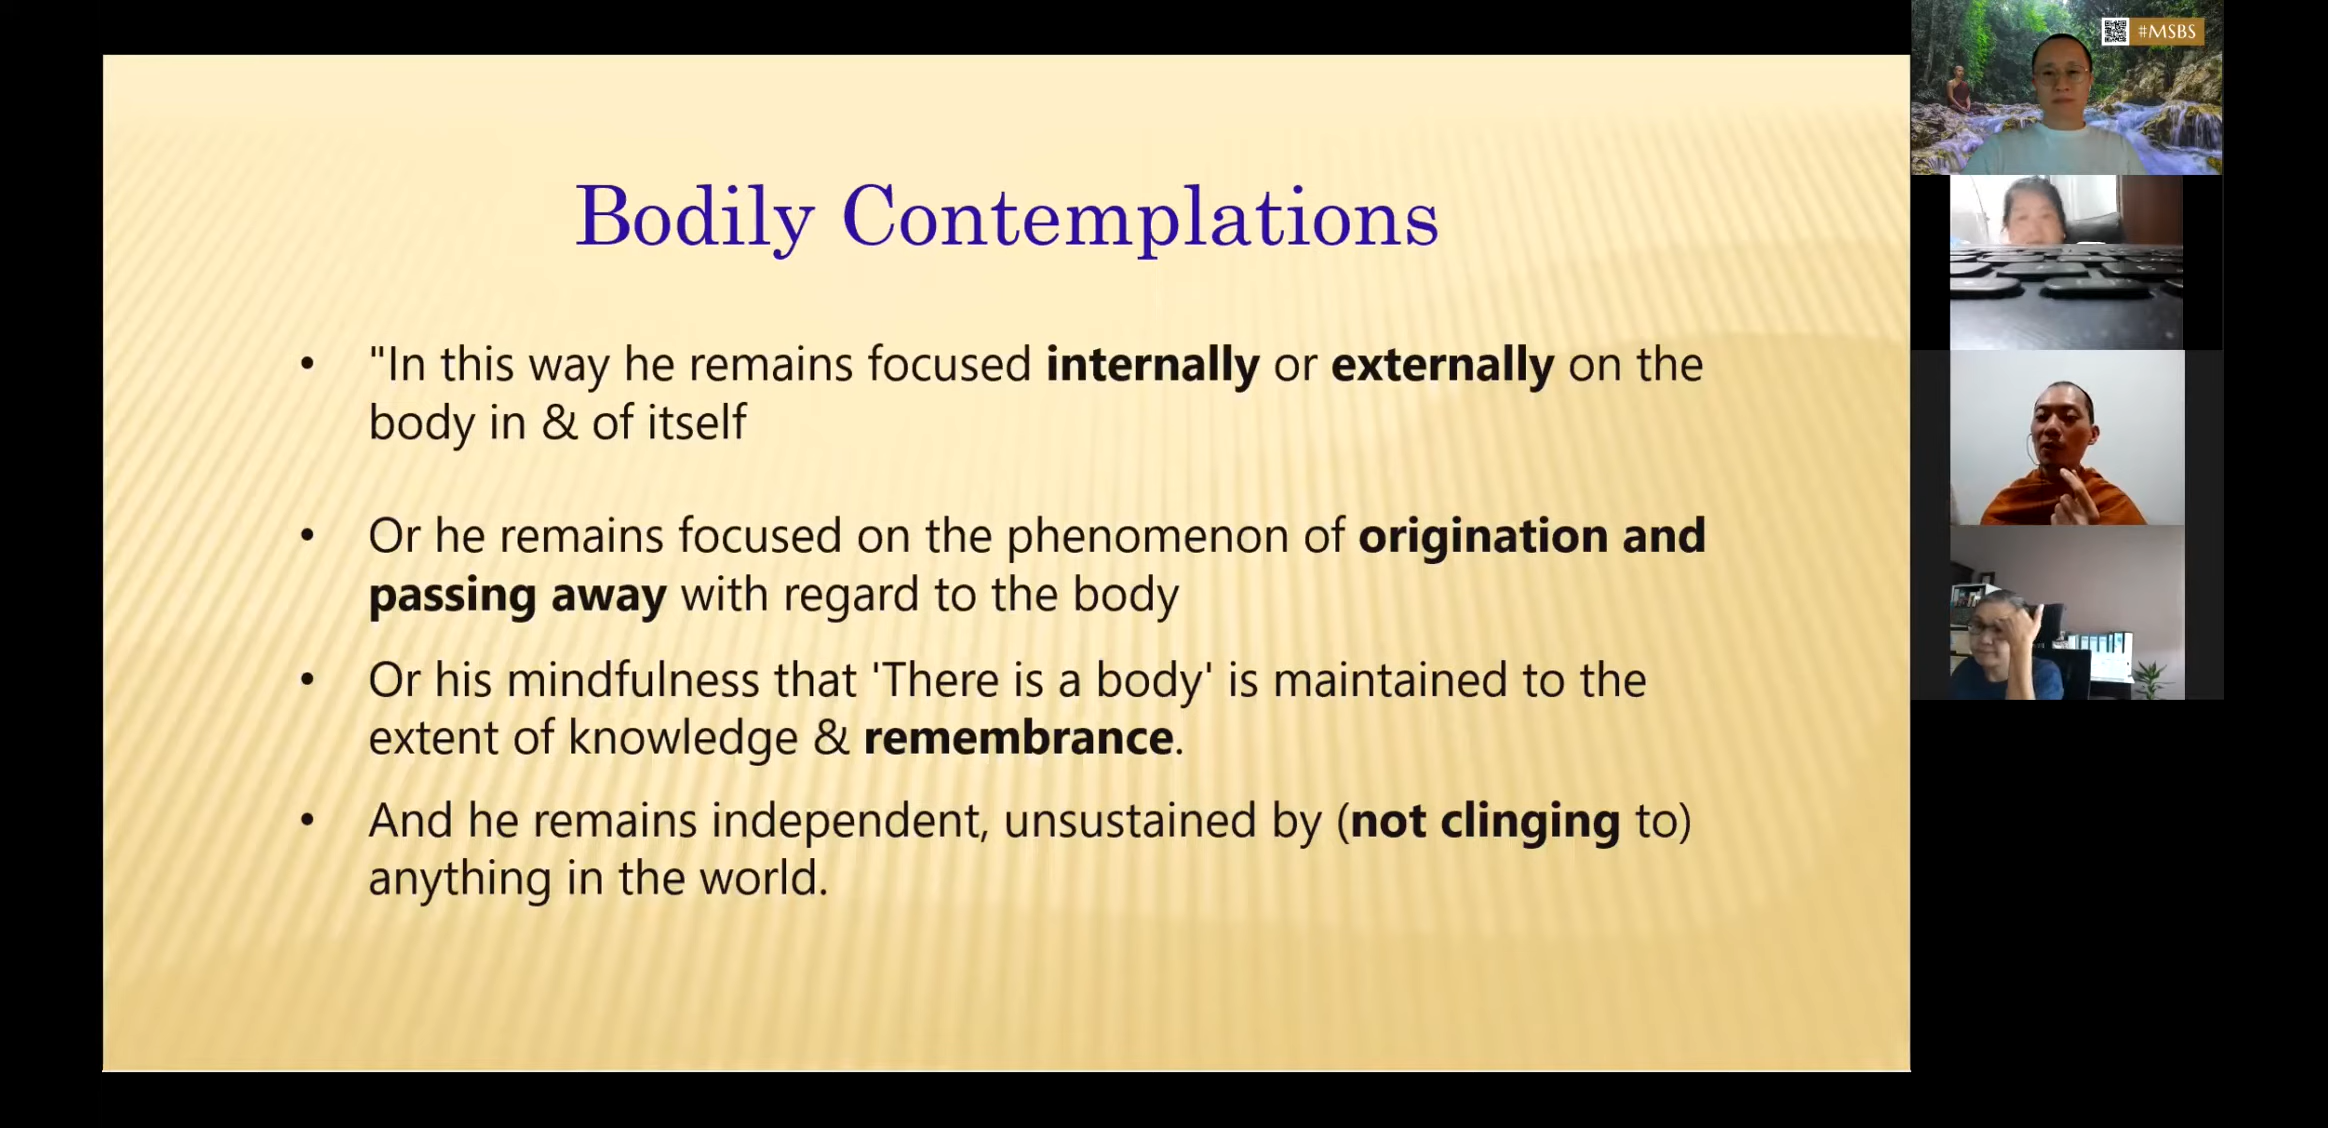 #MSBS
Bodily Contemplations
• "In this way he remains focused internally or externally on the
body in & of itself
• Or he remains focused on the phenomenon of origination and
passing away with regard to the body
• Or his mindfulness that 'There is a body' is maintained to the
extent of knowledge & remembrance.
• And he remains independent, unsustained by (not clinging to)
anything in the world.